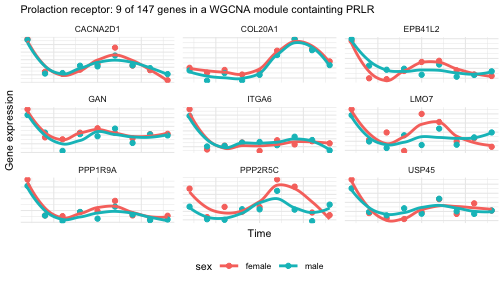 Prolaction receptor: 9 of 147 genes in a WGCNA module containting PRLR
CACNA2D1
COL20A1
EPB41L2
GAN
ITGA6
LMO7
PPP1R9A
PPP2R5C
USP45
Gene expression
Time
sex female male